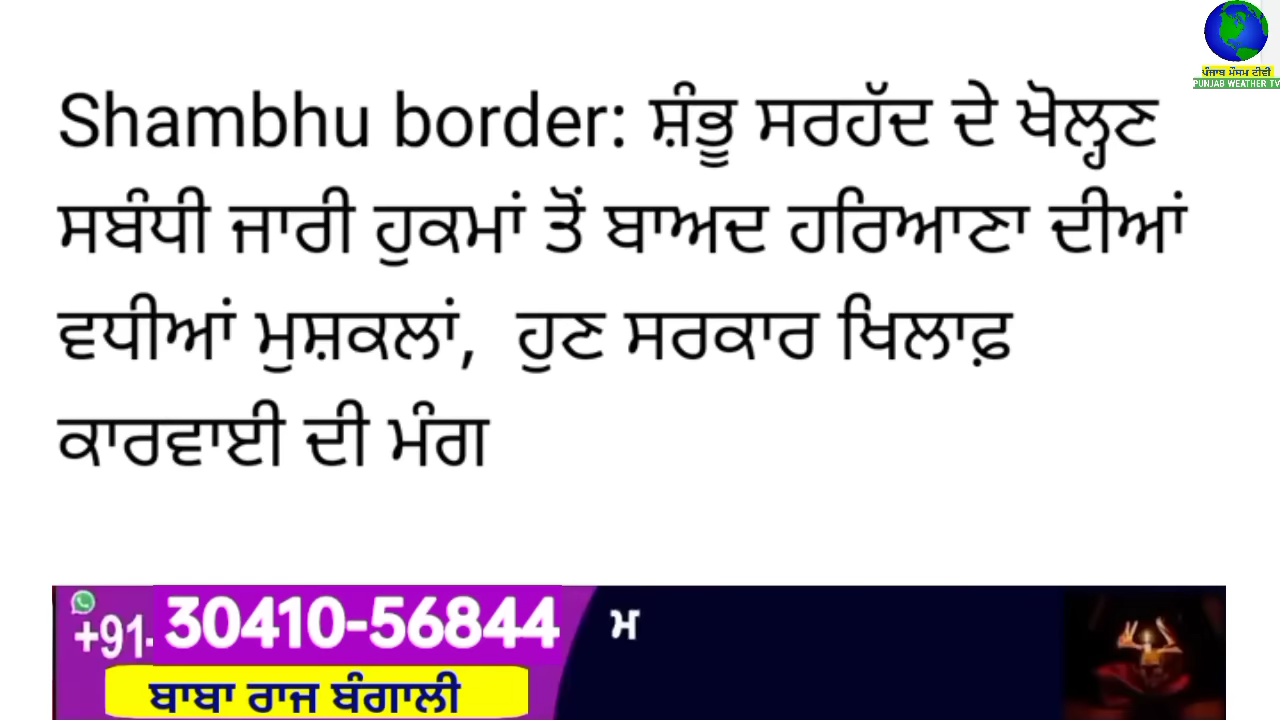 ਪੰਜਾਬ ਮੌਸਮ ਟੀਵੀ
PUNJAB WEATHER TV
Shambhu border: ਸ਼ੰਭੂ ਸਰਹੱਦ ਦੇ ਖੋਲ੍ਹਣ
ਸਬੰਧੀ ਜਾਰੀ ਹੁਕਮਾਂ ਤੋਂ ਬਾਅਦ ਹਰਿਆਣਾ ਦੀਆਂ
ਵਧੀਆਂ ਮੁਸ਼ਕਲਾਂ, ਹੁਣ ਸਰਕਾਰ ਖਿਲਾਫ਼
ਕਾਰਵਾਈ ਦੀ ਮੰਗ
+91. 30410-56844 ਮ
ਬਾਬਾ ਰਾਜ ਬੰਗਾਲੀ